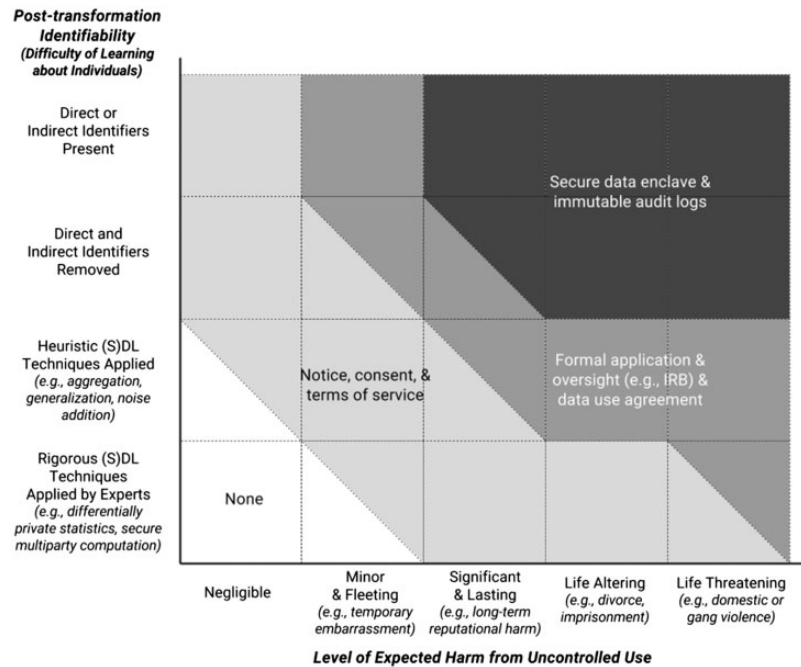 Post-transformation
Identifiability
(Difficulty of Learning
about Individuals)
Direct or
Indirect Identifiers
Present
Secure data enclave &
immutable audit logs
Direct and
Indirect Identifiers
Removed
Heuristic (S)DL
Techniques Applied
(e.g., aggregation,
generalization, noise
addition)
Notice, consent, &
terms of service
Formal application &
oversight (e.g., IRB) &
data use agreement
Rigorous (S)DL
Techniques
Applied by Experts
(e.g., differentially
private statistics, secure
multiparty computation)
None
Negligible
Minor
& Fleeting
(e.g., temporary
embarrassment)
Significant
& Lasting
(e.g., long-term
reputational harm)
Life Altering
(e.g., divorce,
imprisonment)
Life Threatening
(e.g., domestic or
gang violence)
Level of Expected Harm from Uncontrolled Use